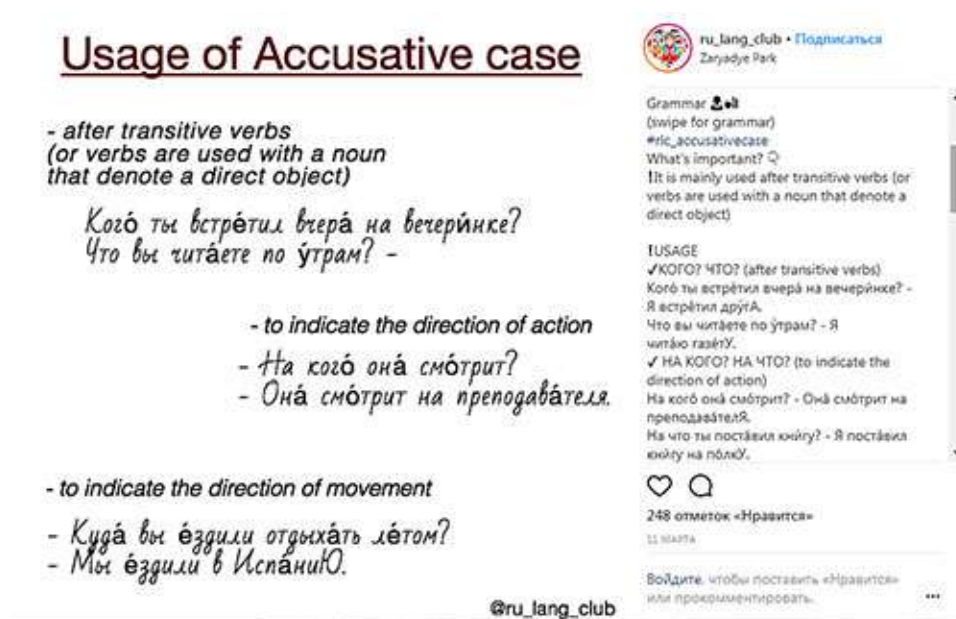 Usage of Accusative case
- after transitive verbs
(or verbs are used with a noun
that denote a direct object)
Кого́ ты встре́тил вчера́ на вечери́нке?
Что вы чита́ете по у́трам? -
- to indicate the direction of action
- На кого́ она́ смо́трит?
- Она́ смо́трит на преподава́теля.
- to indicate the direction of movement
- Куда́ вы е́здили отдыха́ть ле́том?
- Мы е́здили в Испа́ниЮ.
@ru_lang_club
ru_lang_club • Подписаться
Zaryadye Park
Grammar
(swipe for grammar)
#rlc_accusativecase
What's important?
It is mainly used after transitive verbs (or
verbs are used with a noun that denote a
direct object)
USAGE
✓КОГО? ЧТО? (after transitive verbs)
Кого́ ты встре́тил вчера́ на вечери́нке? -
Я встре́тил дру́гА.
Что вы чита́ете по у́трам? - Я
чита́ю газе́тУ.
✓ НА КОГО? НА ЧТО? (to indicate the
direction of action)
На кого́ она́ смо́трит? - Она́ смо́трит на
преподава́телЯ.
На что ты поста́вил кни́гу? - Я поста́вил
кни́гу на по́лкУ.
248 отметок «Нравится»
11 МАРТА
Войдите, чтобы поставить «Нравится»
или прокомментировать.